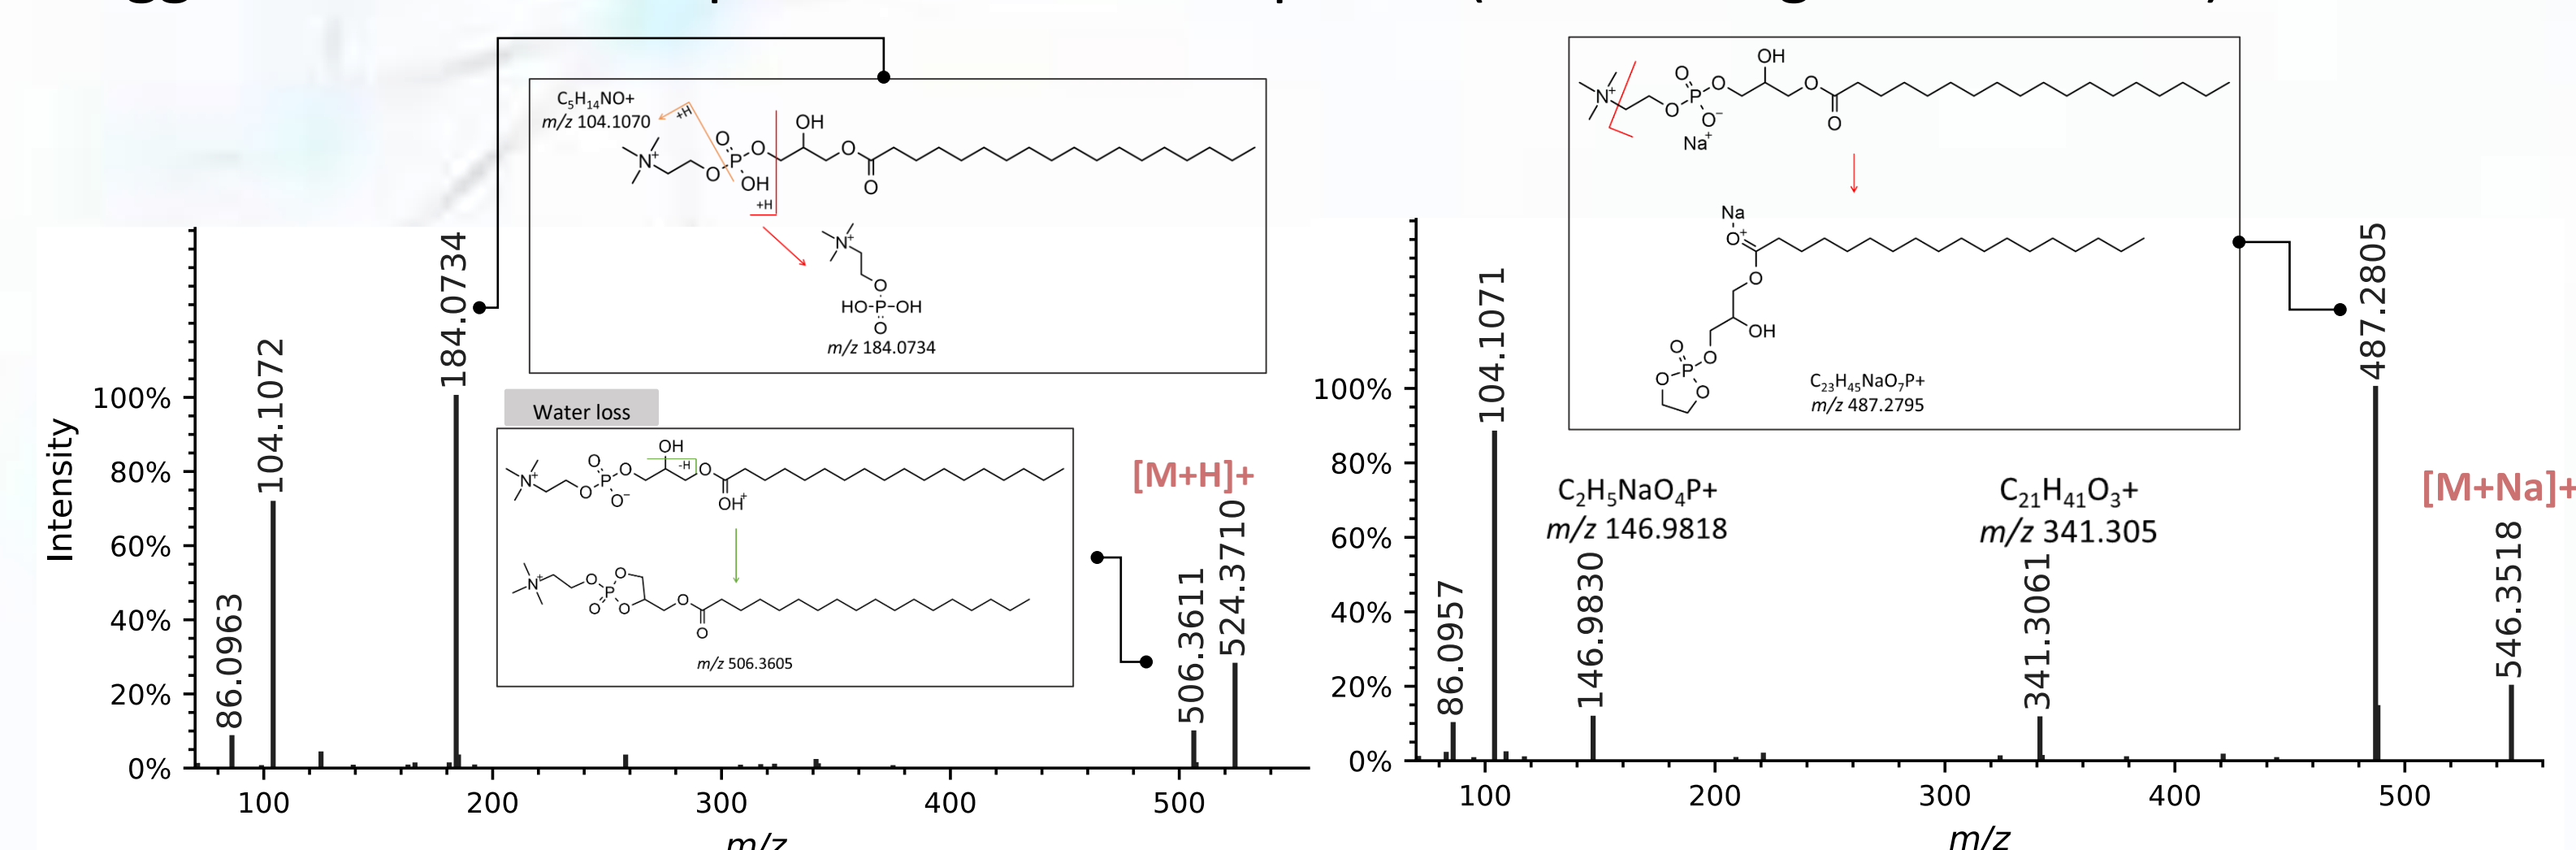 C5H14NO+
m/z 104.1070
+H
OH
O
O
O
N+
P
O
OH
O
+H
N+
O
HO-P-OH
O
m/z 184.0734
Water loss
OH
-H
O
O
O
N+
P
O
O-
OH+
N+
O
O
P
O
O
O
O
m/z 506.3605
[M+H]+
Intensity
100%
80%
60%
40%
20%
0%
86.0963
104.1072
184.0734
506.3611
524.3710
100
200
300
400
500
m/z
OH
O
O
O
N+
P
O
O-
O
Na+
Na
O+
O
OH
O
O
P
O
O
C23H45NaO7P+
m/z 487.2795
C2H5NaO4P+
m/z 146.9818
C21H41O3+
m/z 341.305
[M+Na]+
100%
80%
60%
40%
20%
0%
86.0957
104.1071
146.9830
341.3061
487.2805
546.3518
100
200
300
400
500
m/z